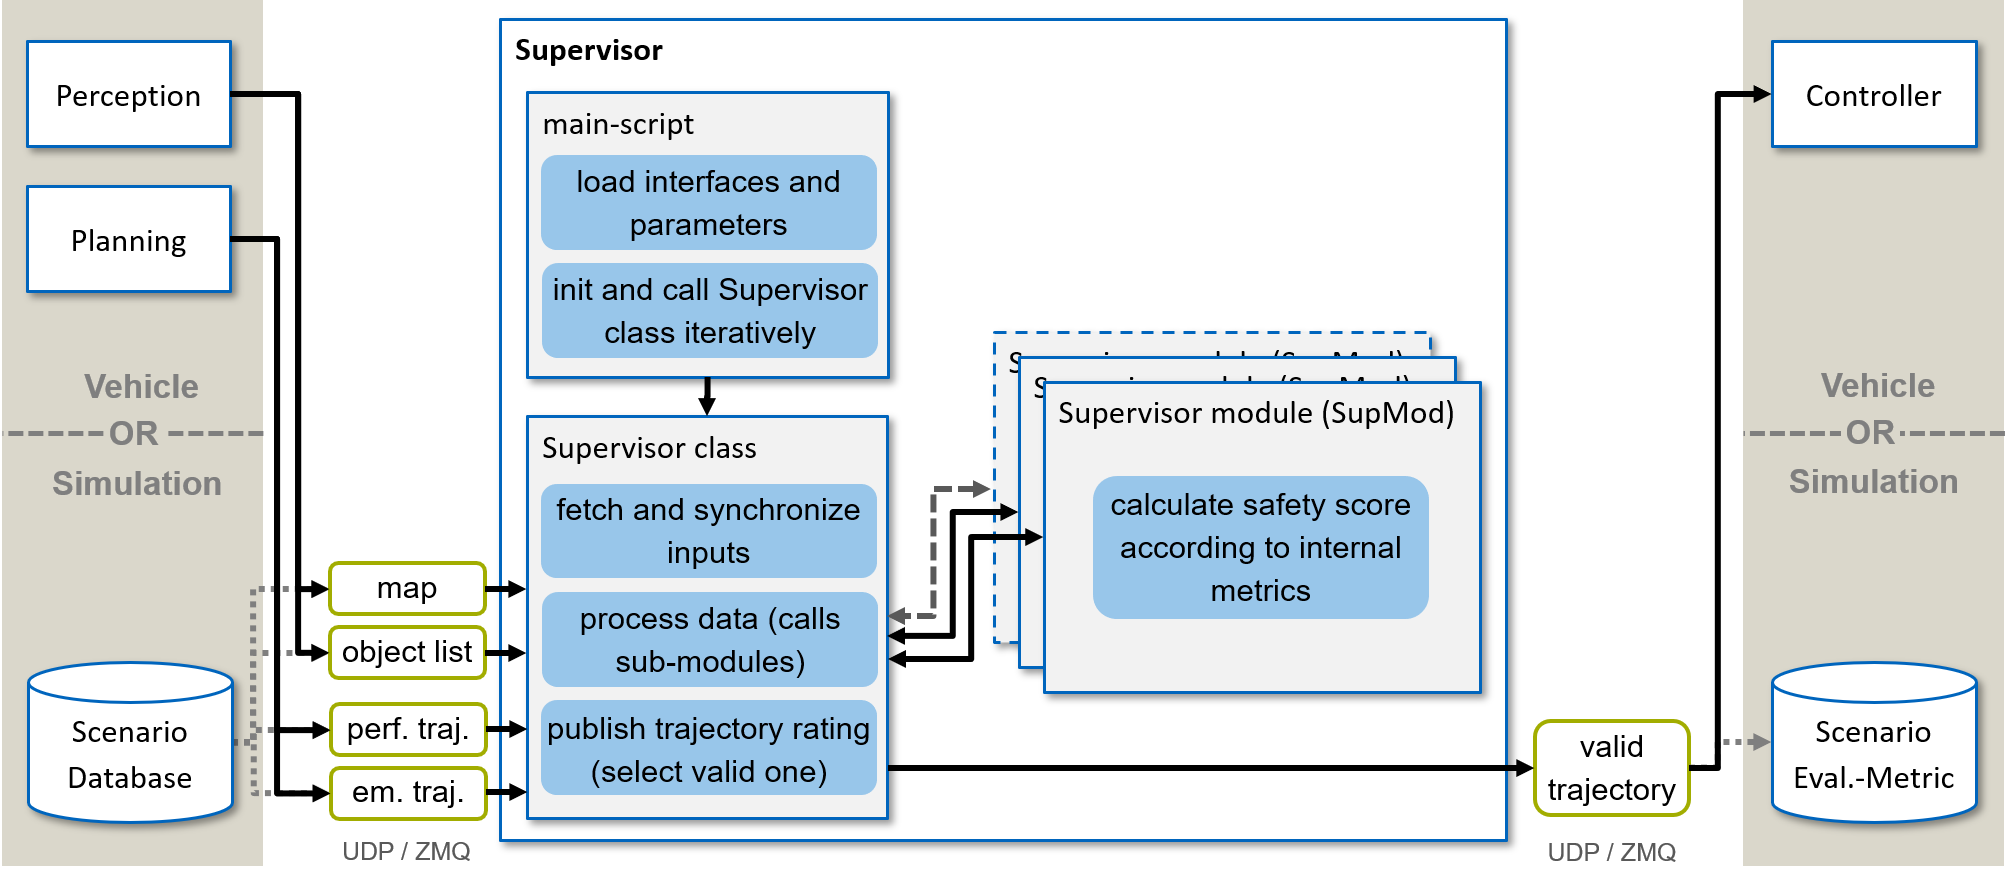 Perception
Planning
Vehicle
OR
Simulation
Scenario
Database
map
object list
perf. traj.
em. traj.
UDP / ZMQ
Supervisor
main-script
load interfaces and
parameters
init and call Supervisor
class iteratively
Supervisor class
fetch and synchronize
inputs
process data (calls
sub-modules)
publish trajectory rating
(select valid one)
Supervisor module (SupMod)
calculate safety score
according to internal
metrics
valid
trajectory
UDP / ZMQ
Controller
Vehicle
OR
Simulation
Scenario
Eval.-Metric